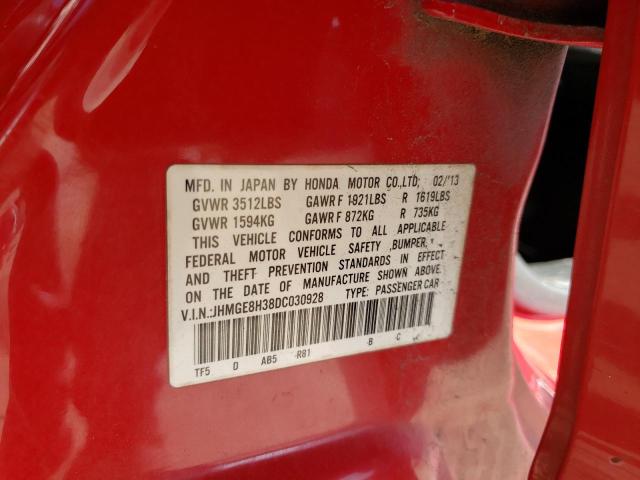 MFD. IN JAPAN BY HONDA MOTOR CO.,LTD. 02/'13
GVWR 3512LBS GAWR F 1921LBS R 1619LBS
GVWR 1594KG GAWR F 872KG R 735KG
THIS VEHICLE CONFORMS TO ALL APPLICABLE
FEDERAL MOTOR VEHICLE SAFETY, BUMPER,
AND THEFT PREVENTION STANDARDS IN EFFECT
ON THE DATE OF MANUFACTURE SHOWN ABOVE.
V.I.N.:JHMGE8H38DC030928 TYPE: PASSENGER CAR
TF5 D AB5 -R81 -B -C